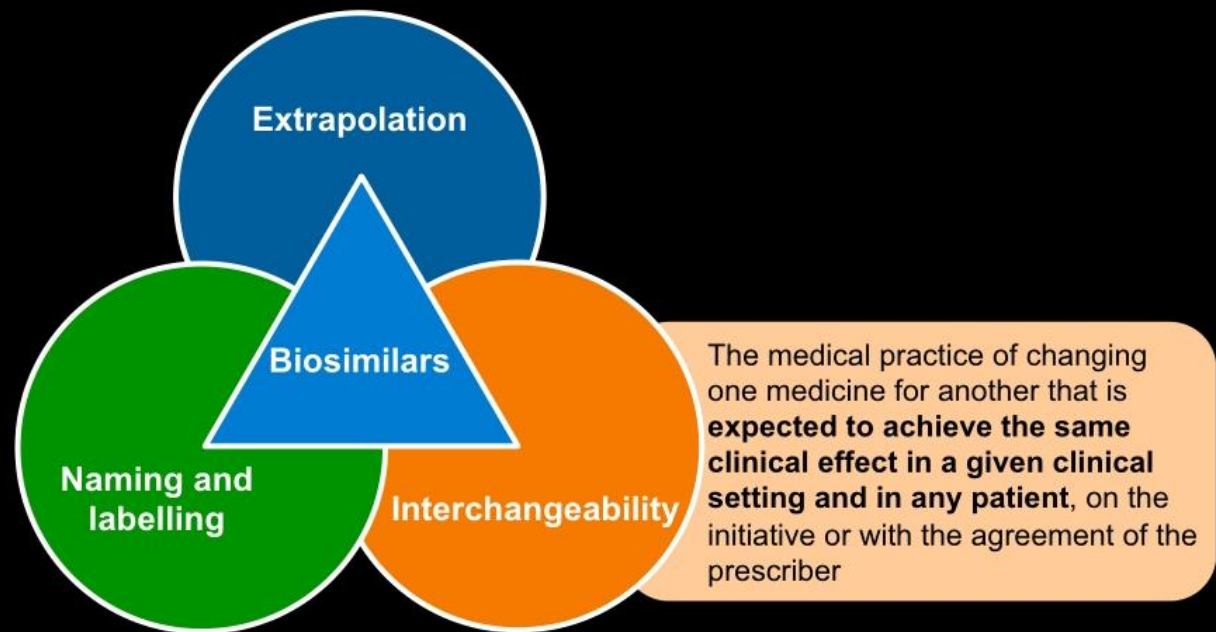 Extrapolation
Biosimilars
Naming and
labelling
Interchangeability
The medical practice of changing
one medicine for another that is
expected to achieve the same
clinical effect in a given clinical
setting and in any patient, on the
initiative or with the agreement of the
prescriber